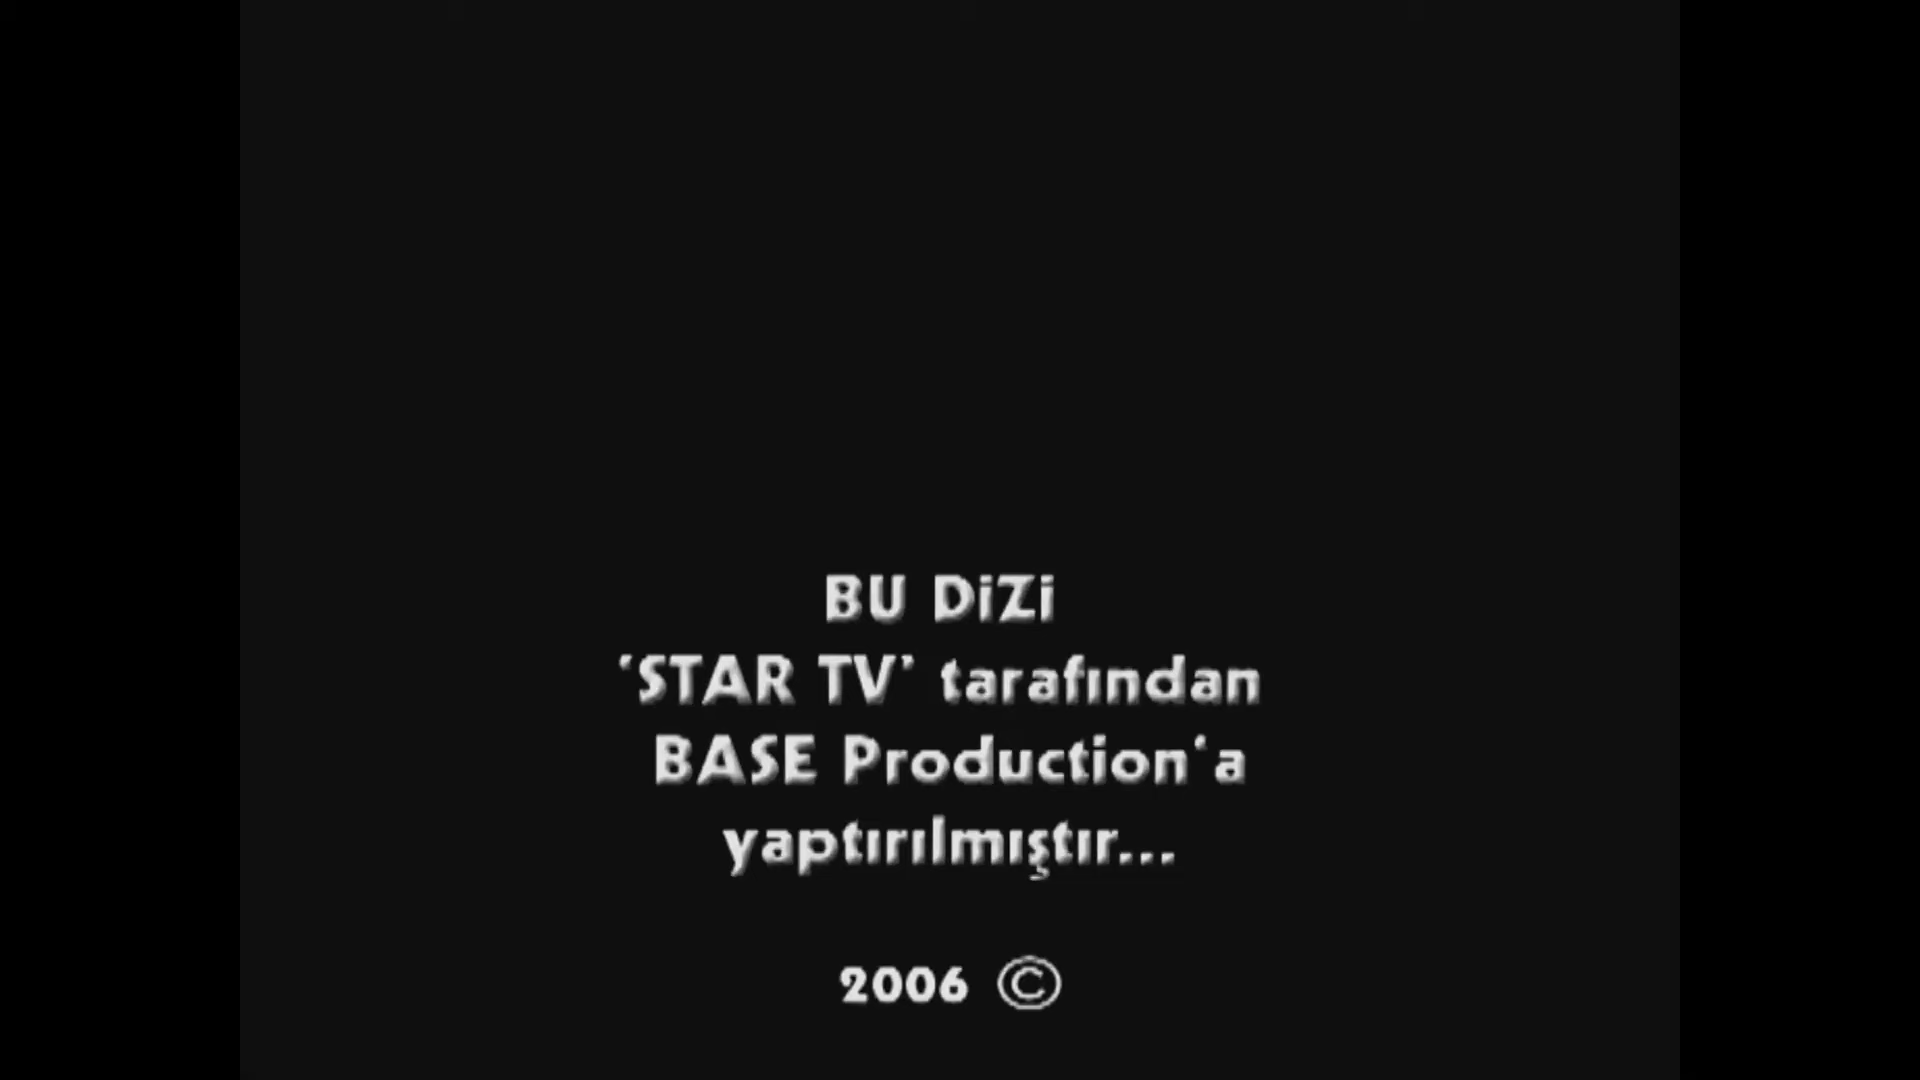 BU DiZi
'STAR TV' tarafından
BASE Production'a
yaptırılmıştır...
2006 ©